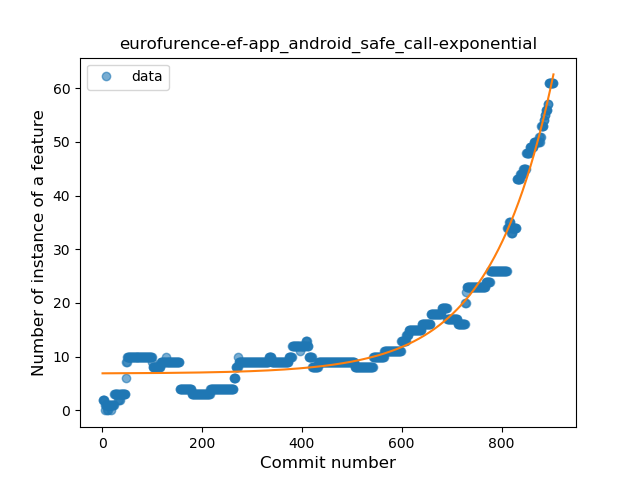 eurofurence-ef-app_android_safe_call-exponential
data
Number of instance of a feature
60
50
40
30
20
10
0
0 200 400 600 800
Commit number